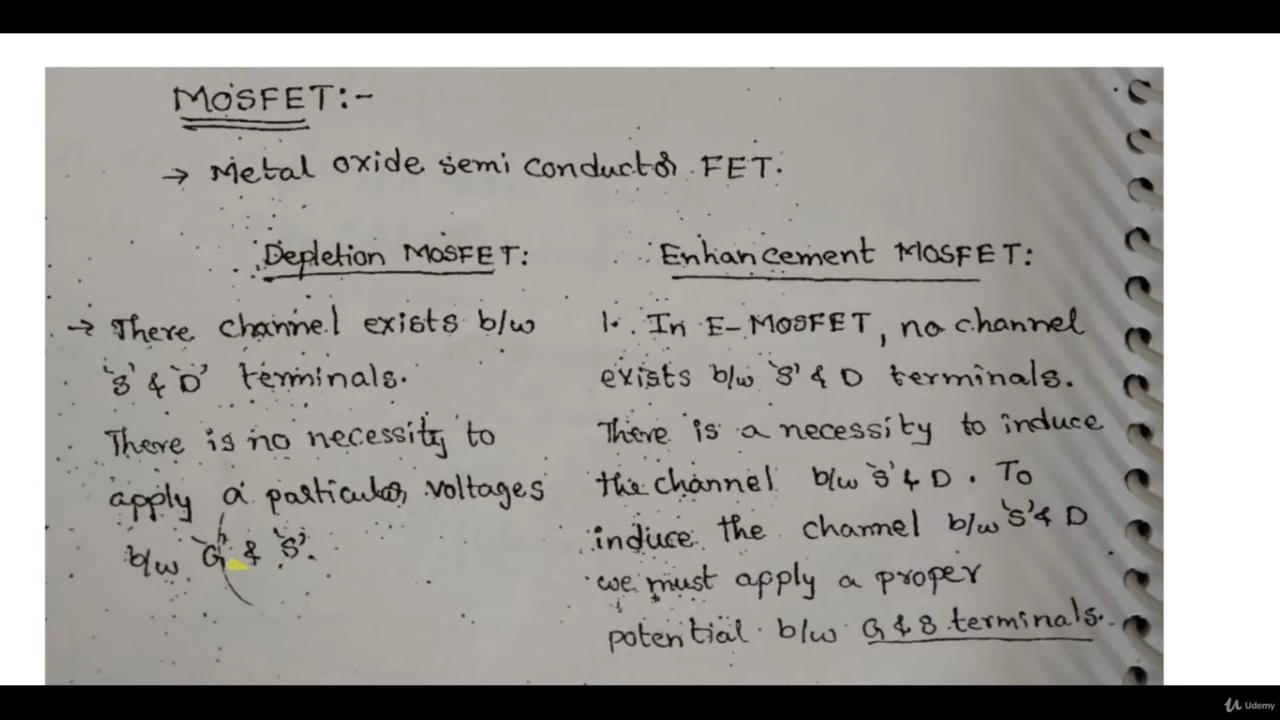 MOSFET:-
→ Metal oxide semi conductor FET.
Depletion MOSFET:
→ There channel exists b/w
'S' & 'D' terminals.
There is no necessity to
apply a particular voltages
b/w 'G' & 'S'.
Enhancement MOSFET:
1. In E-MOSFET, no channel
exists b/w 'S' & D terminals.
There is a necessity to induce
the channel b/w 'S' & D. To
induce the channel b/w 'S' & D
we must apply a proper
potential b/w G & S terminals.
Udemy